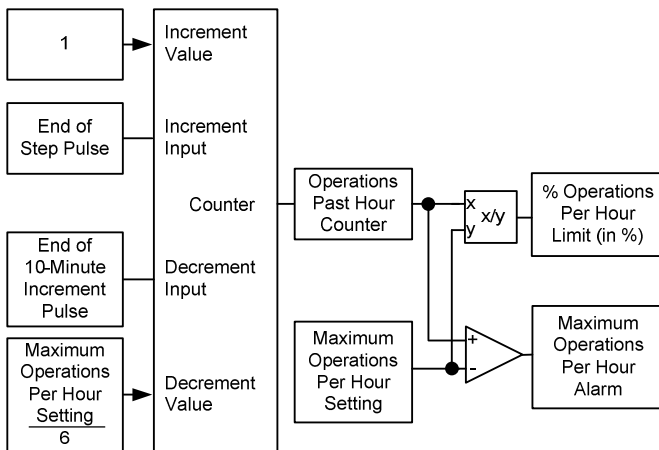 1
Increment
Value
End of
Step Pulse
Increment
Input
Counter
Operations
Past Hour
Counter
x
y
x/y
% Operations
Per Hour
Limit (in %)
End of
10-Minute
Increment
Pulse
Decrement
Input
Maximum
Operations
Per Hour
Setting
6
Decrement
Value
Maximum
Operations
Per Hour
Setting
+
-
Maximum
Operations
Per Hour
Alarm